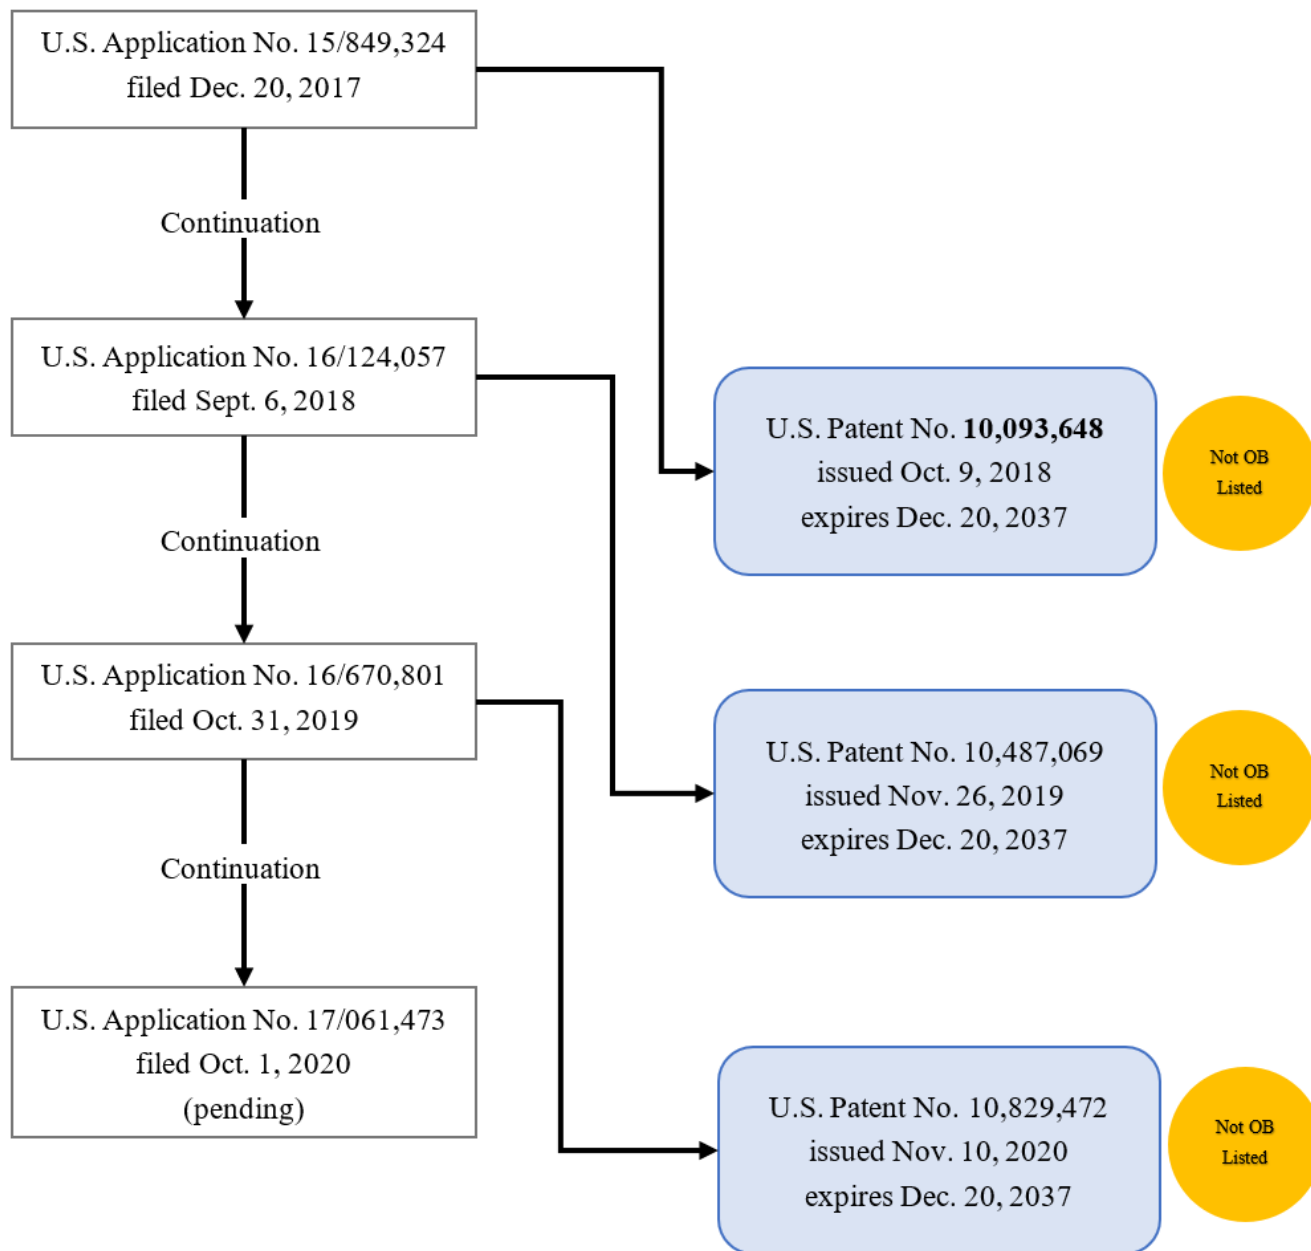 U.S. Application No. 15/849,324
filed Dec. 20, 2017
Continuation
U.S. Application No. 16/124,057
filed Sept. 6, 2018
U.S. Patent No. 10,093,648
issued Oct. 9, 2018
expires Dec. 20, 2037
Not OB
Listed
Continuation
U.S. Application No. 16/670,801
filed Oct. 31, 2019
U.S. Patent No. 10,487,069
issued Nov. 26, 2019
expires Dec. 20, 2037
Not OB
Listed
Continuation
U.S. Application No. 17/061,473
filed Oct. 1, 2020
(pending)
U.S. Patent No. 10,829,472
issued Nov. 10, 2020
expires Dec. 20, 2037
Not OB
Listed